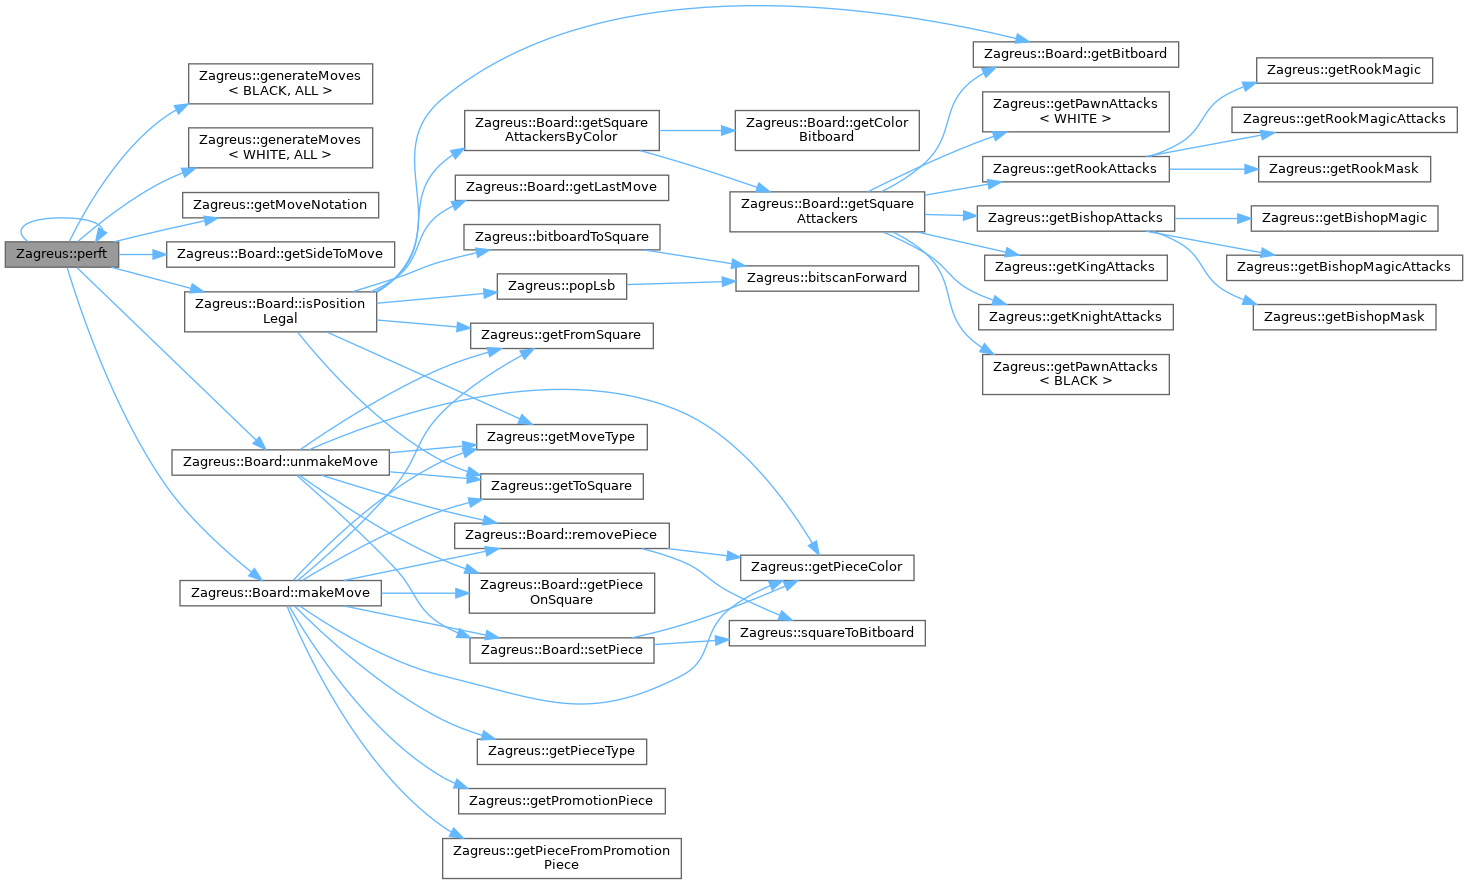 Zagreus::perft
Zagreus::generateMoves
< BLACK, ALL >
Zagreus::generateMoves
< WHITE, ALL >
Zagreus::getMoveNotation
Zagreus::Board::getSideToMove
Zagreus::Board::isPosition
Legal
Zagreus::Board::unmakeMove
Zagreus::Board::makeMove
Zagreus::Board::getSquare
AttackersByColor
Zagreus::Board::getLastMove
Zagreus::bitboardToSquare
Zagreus::popLsb
Zagreus::getFromSquare
Zagreus::getMoveType
Zagreus::getToSquare
Zagreus::Board::removePiece
Zagreus::Board::getPiece
OnSquare
Zagreus::Board::setPiece
Zagreus::getPieceType
Zagreus::getPromotionPiece
Zagreus::getPieceFromPromotion
Piece
Zagreus::Board::getColor
Bitboard
Zagreus::Board::getSquare
Attackers
Zagreus::bitscanForward
Zagreus::getPieceColor
Zagreus::squareToBitboard
Zagreus::Board::getBitboard
Zagreus::getPawnAttacks
< WHITE >
Zagreus::getRookAttacks
Zagreus::getBishopAttacks
Zagreus::getKingAttacks
Zagreus::getKnightAttacks
Zagreus::getPawnAttacks
< BLACK >
Zagreus::getRookMagic
Zagreus::getRookMagicAttacks
Zagreus::getRookMask
Zagreus::getBishopMagic
Zagreus::getBishopMagicAttacks
Zagreus::getBishopMask